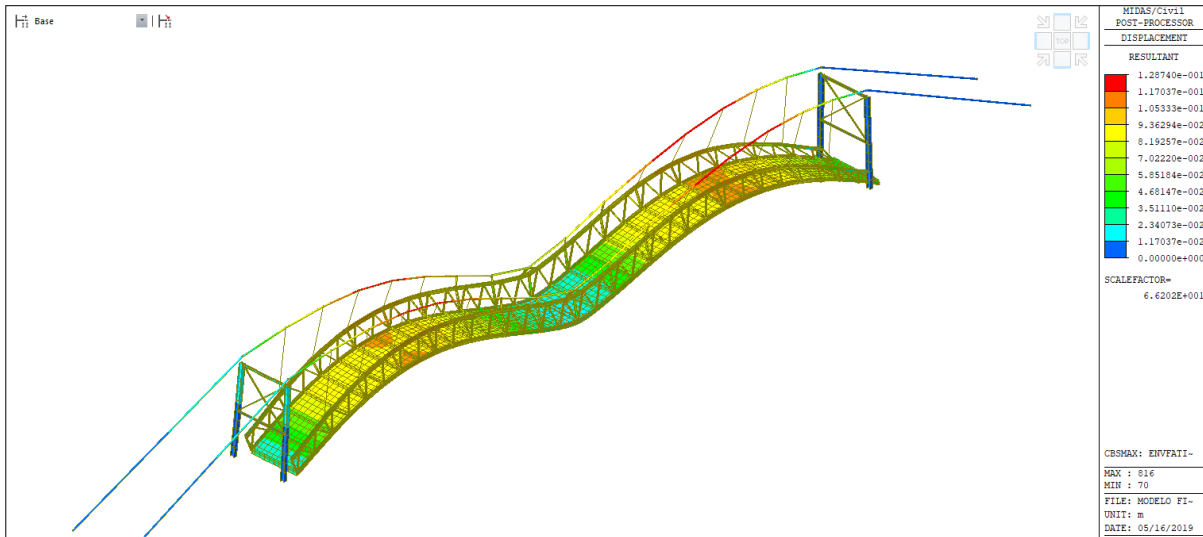 Base
TOP
MIDAS/Civil
POST-PROCESSOR
DISPLACEMENT
RESULTANT
1.28740e-001
1.17037e-001
1.05333e-001
9.36294e-002
8.19257e-002
7.02220e-002
5.85184e-002
4.68147e-002
3.51110e-002
2.34073e-002
1.17037e-002
0.00000e+000
SCALEFACTOR=
6.6202E+001
CBSMAX: ENVFATI~
MAX : 816
MIN : 70
FILE: MODELO FI~
UNIT: m
DATE: 05/16/2019